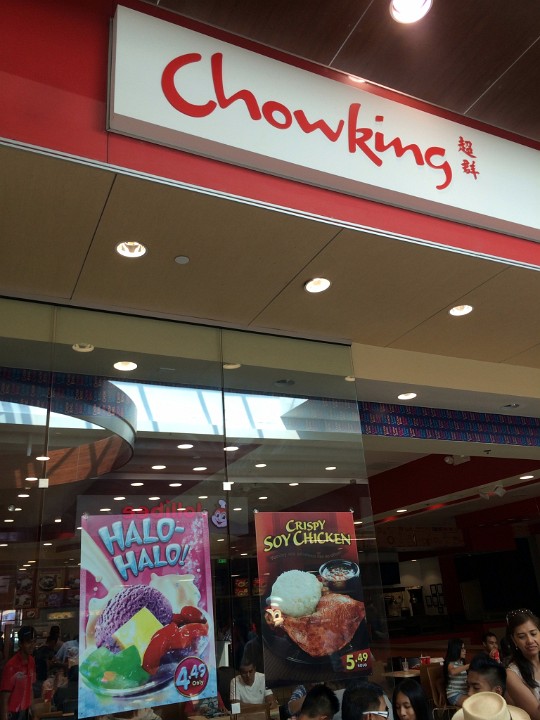 Chowking
超群
HALO-
HALO!!
4.49
CRISPY
SOY CHICKEN
5.49